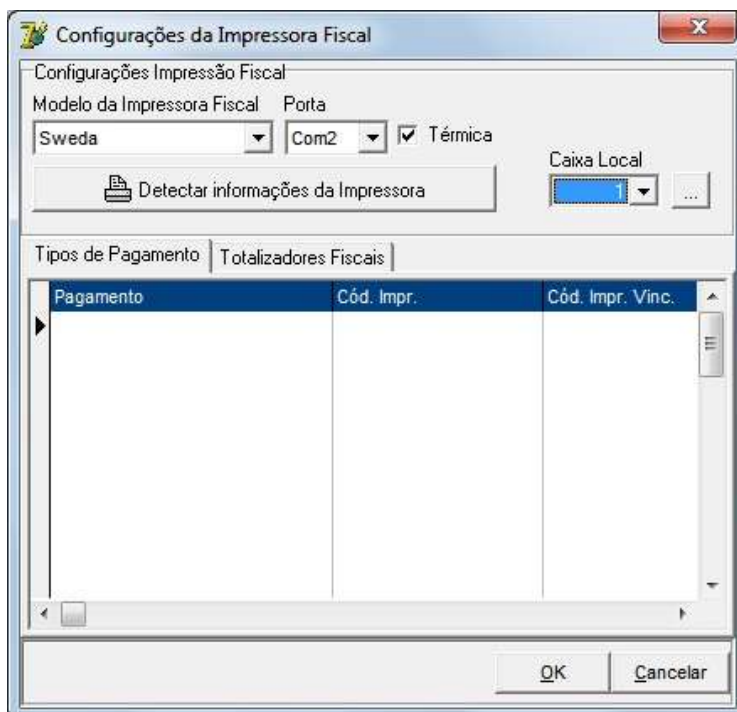 Configurações da Impressora Fiscal
Configurações Impressão Fiscal
Modelo da Impressora Fiscal Porta
Sweda Com2 Térmica
Caixa Local
Detectar informações da Impressora 1 ...
Tipos de Pagamento Totalizadores Fiscais
Pagamento Cód. Impr. Cód. Impr. Vinc.
OK Cancelar